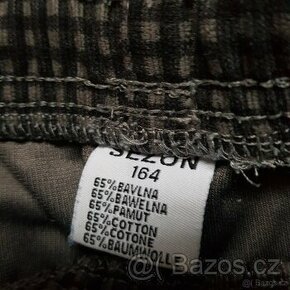 SEZON
164
65%BAVLNA
65%BAWELNA
65%PAMUT
65%COTTON
65%COTONE
65%BAUMWOLLE
Bazos.cz